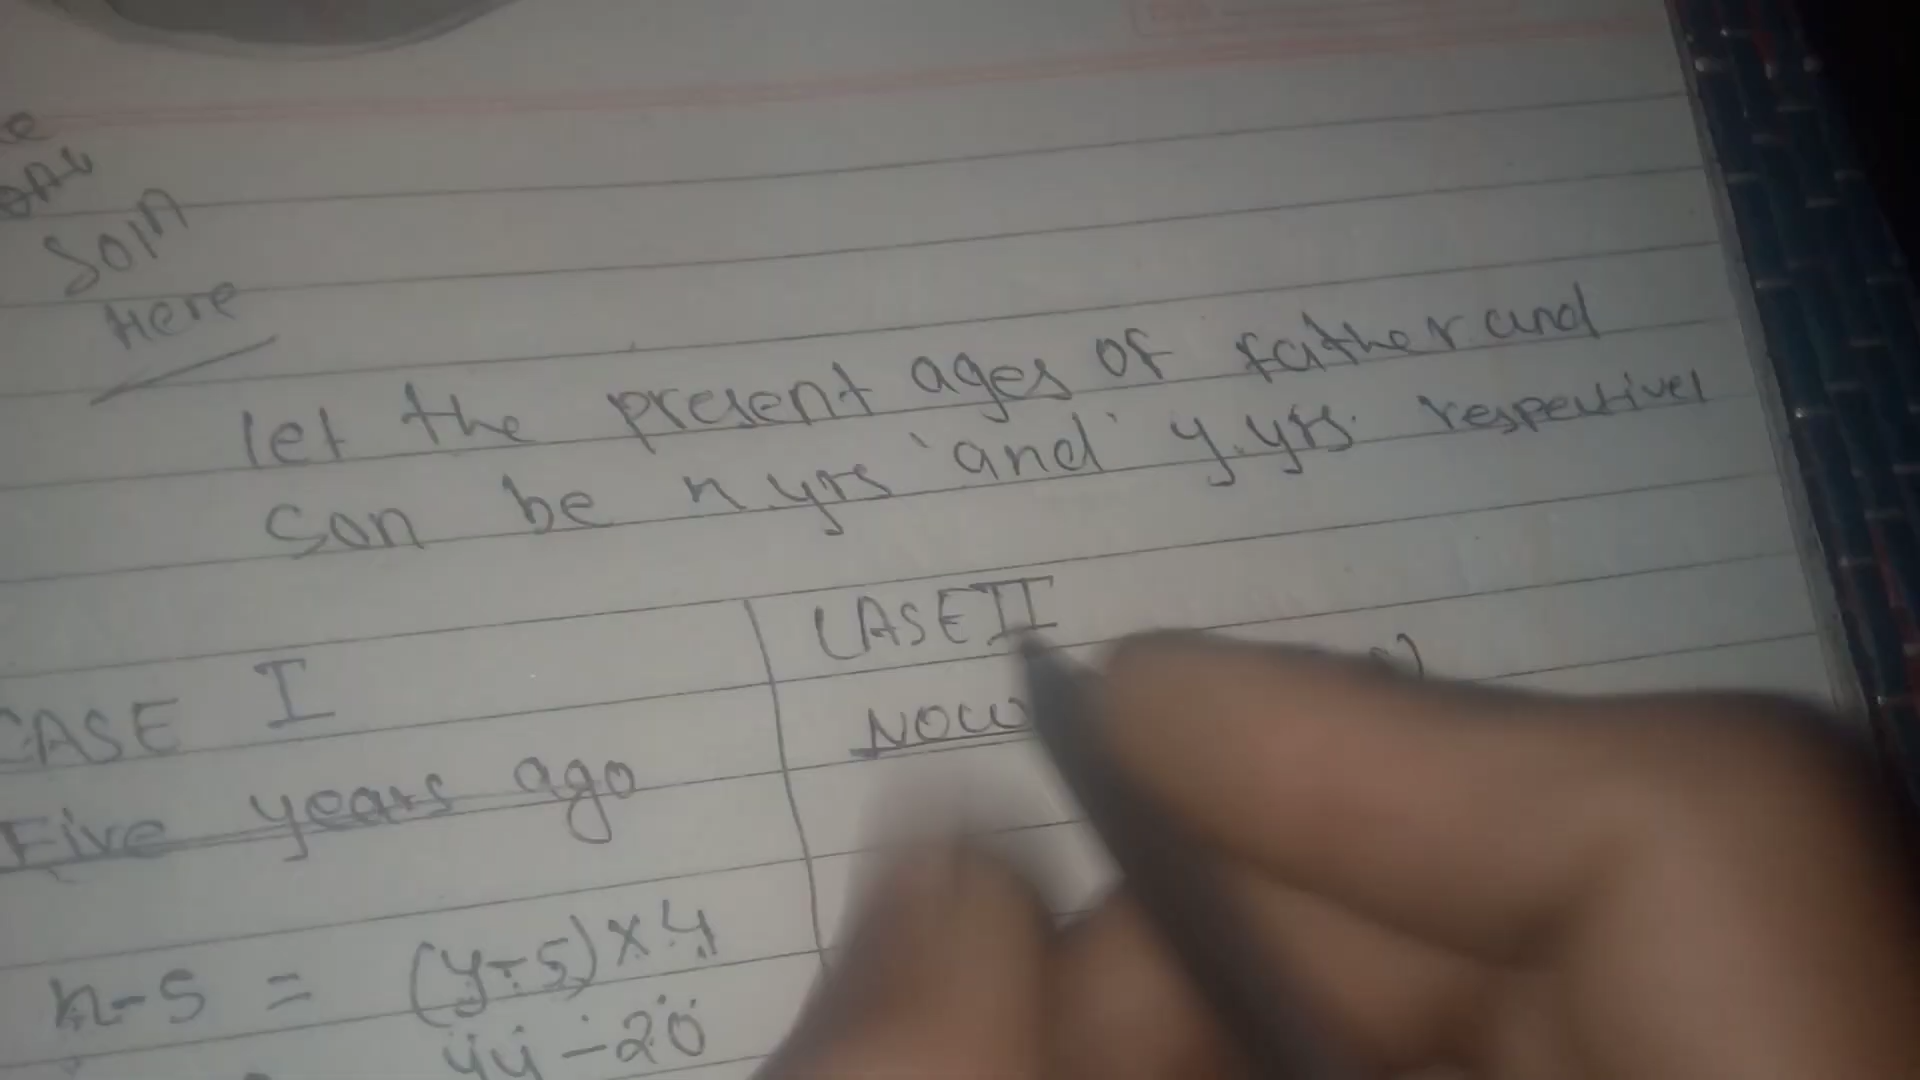 Soln
Here
let the present ages of father and
son be x yrs 'and' y.yrs. respectivel
CASE I
Five years ago
CASE II
NOW
x-5 = (y-5)×4
4y-20